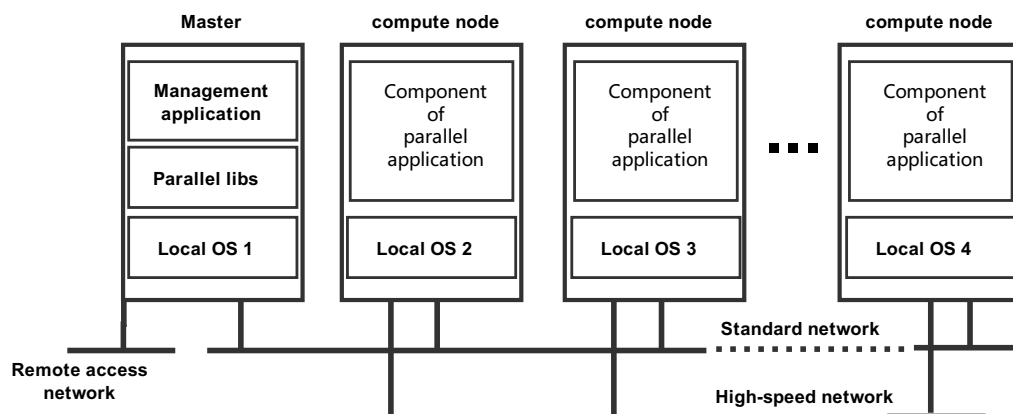 Master
compute node
compute node
compute node
Management
application
Parallel libs
Local OS 1
Component
of
parallel
application
Local OS 2
Component
of
parallel
application
Local OS 3
Component
of
parallel
application
Local OS 4
Remote access
network
Standard network
High-speed network